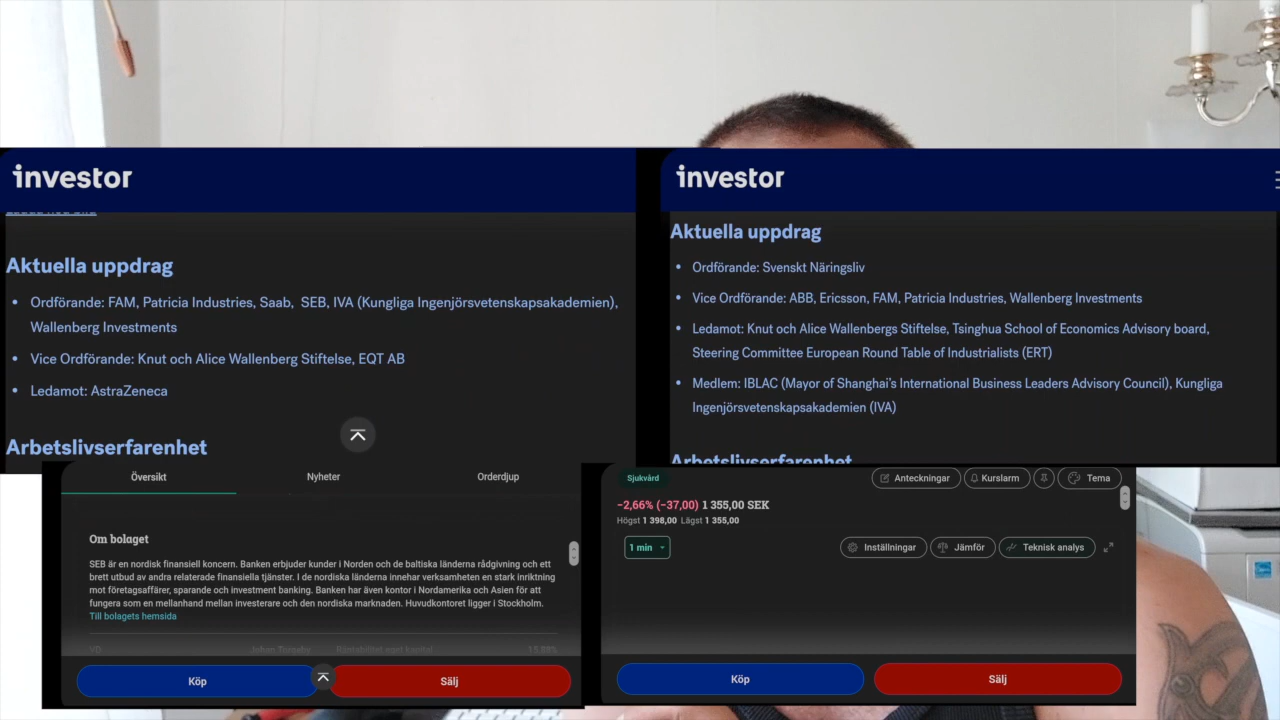 investor
Aktuella uppdrag
Ordförande: FAM, Patricia Industries, Saab, SEB, IVA (Kungliga Ingenjörsvetenskapsakademien),
Wallenberg Investments
Vice Ordförande: Knut och Alice Wallenberg Stiftelse, EQT AB
Ledamot: AstraZeneca
Arbetslivserfarenhet
investor
Aktuella uppdrag
Ordförande: Svenskt Näringsliv
Vice Ordförande: ABB, Ericsson, FAM, Patricia Industries, Wallenberg Investments
Ledamot: Knut och Alice Wallenbergs Stiftelse, Tsinghua School of Economics Advisory board,
Steering Committee European Round Table of Industrialists (ERT)
Medlem: IBLAC (Mayor of Shanghai's International Business Leaders Advisory Council), Kungliga
Ingenjörsvetenskapsakademien (IVA)
Arbetslivserfarenhet
Översikt Nyheter Orderdjup
Om bolaget
SEB är en nordisk finansiell koncern. Banken erbjuder kunder i Norden och de baltiska länderna rådgivning och ett
brett utbud av andra relaterade finansiella tjänster. I de nordiska länderna innehar verksamheten en stark inriktning
mot företagsaffärer, sparande och investment banking. Banken har även kontor i Nordamerika och Asien för att
fungera som en mellanhand mellan investerare och den nordiska marknaden. Huvudkontoret ligger i Stockholm.
Till bolagets hemsida
VD Johan Torgeby Räntabilitet eget kapital
Köp Sälj
Sjukvård Anteckningar Kurslarm Tema
−2,66% (−37,00) 1 355,00 SEK
Högst 1 398,00 Lägst 1 355,00
1 min Inställningar Jämför Teknisk analys
Köp Sälj